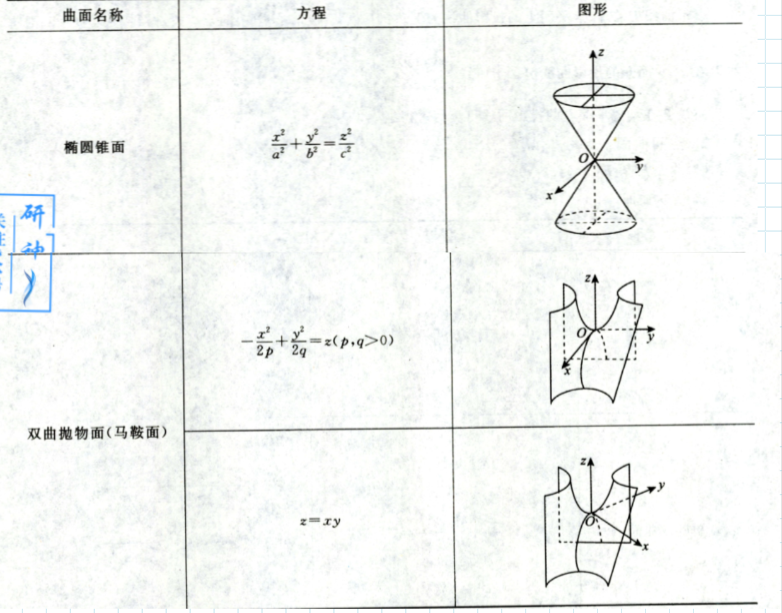 曲面名称 方程 图形
椭圆锥面
x²/a² + y²/b² = z²/c²
z
O
y
x
研
神
-x²/2p + y²/2q = z(p,q>0)
z
O
y
x
双曲抛物面(马鞍面)
z=xy
z
y
O
x